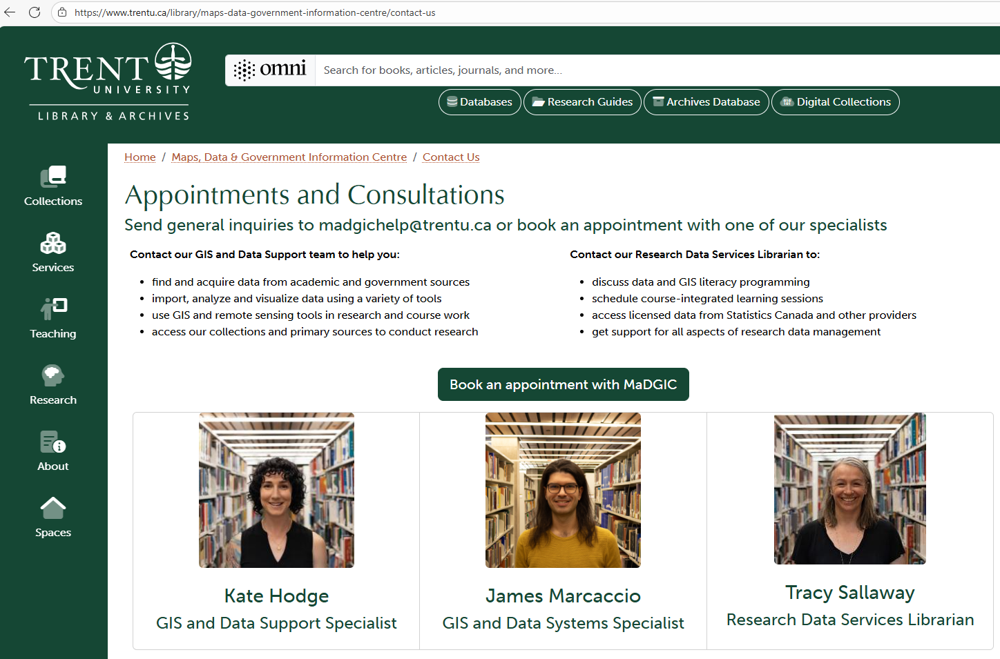 https://www.trentu.ca/library/maps-data-government-information-centre/contact-us
TRENT
UNIVERSITY
LIBRARY & ARCHIVES
omni
Search for books, articles, journals, and more...
Databases
Research Guides
Archives Database
Digital Collections
Collections
Services
Teaching
Research
About
Spaces
Home / Maps, Data & Government Information Centre / Contact Us
Appointments and Consultations
Send general inquiries to madgichelp@trentu.ca or book an appointment with one of our specialists
Contact our GIS and Data Support team to help you:
• find and acquire data from academic and government sources
• import, analyze and visualize data using a variety of tools
• use GIS and remote sensing tools in research and course work
• access our collections and primary sources to conduct research
Contact our Research Data Services Librarian to:
• discuss data and GIS literacy programming
• schedule course-integrated learning sessions
• access licensed data from Statistics Canada and other providers
• get support for all aspects of research data management
Book an appointment with MaDGIC
Kate Hodge
GIS and Data Support Specialist
James Marcaccio
GIS and Data Systems Specialist
Tracy Sallaway
Research Data Services Librarian